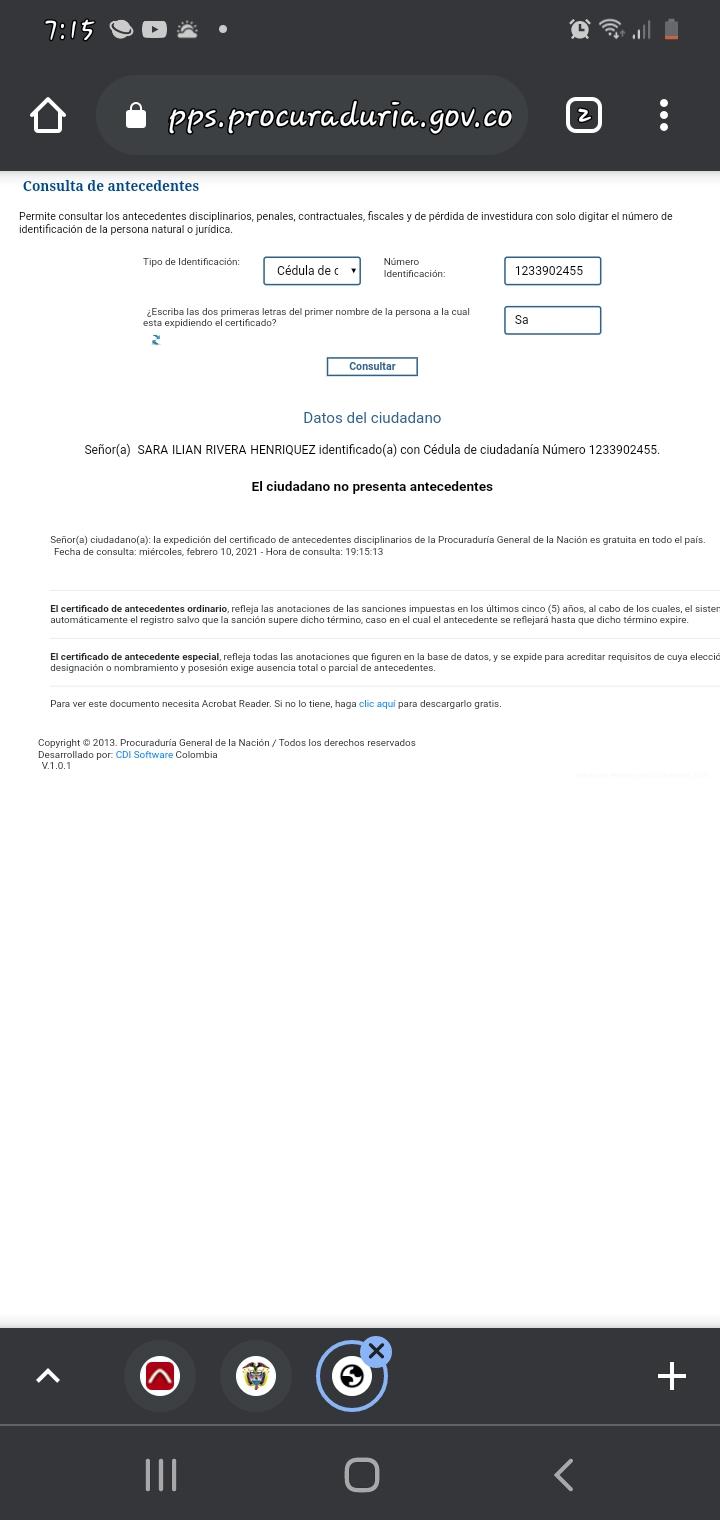 7:15
pps.procuraduria.gov.co
2
Consulta de antecedentes
Permite consultar los antecedentes disciplinarios, penales, contractuales, fiscales y de pérdida de investidura con solo digitar el número de
identificación de la persona natural o jurídica.
Tipo de Identificación: Cédula de c Número
Identificación: 1233902455
¿Escriba las dos primeras letras del primer nombre de la persona a la cual
esta expidiendo el certificado? Sa
Consultar
Datos del ciudadano
Señor(a) SARA ILIAN RIVERA HENRIQUEZ identificado(a) con Cédula de ciudadanía Número 1233902455.
El ciudadano no presenta antecedentes
Señor(a) ciudadano(a): la expedición del certificado de antecedentes disciplinarios de la Procuraduría General de la Nación es gratuita en todo el país.
Fecha de consulta: miércoles, febrero 10, 2021 - Hora de consulta: 19:15:13
El certificado de antecedentes ordinario, refleja las anotaciones de las sanciones impuestas en los últimos cinco (5) años, al cabo de los cuales, el sister
automáticamente el registro salvo que la sanción supere dicho término, caso en el cual el antecedente se reflejará hasta que dicho término expire.
El certificado de antecedente especial, refleja todas las anotaciones que figuren en la base de datos, y se expide para acreditar requisitos de cuya elecció
designación o nombramiento y posesión exige ausencia total o parcial de antecedentes.
Para ver este documento necesita Acrobat Reader. Si no lo tiene, haga clic aquí para descargarlo gratis.
Copyright © 2013. Procuraduría General de la Nación / Todos los derechos reservados
Desarrollado por: CDI Software Colombia
V.1.0.1